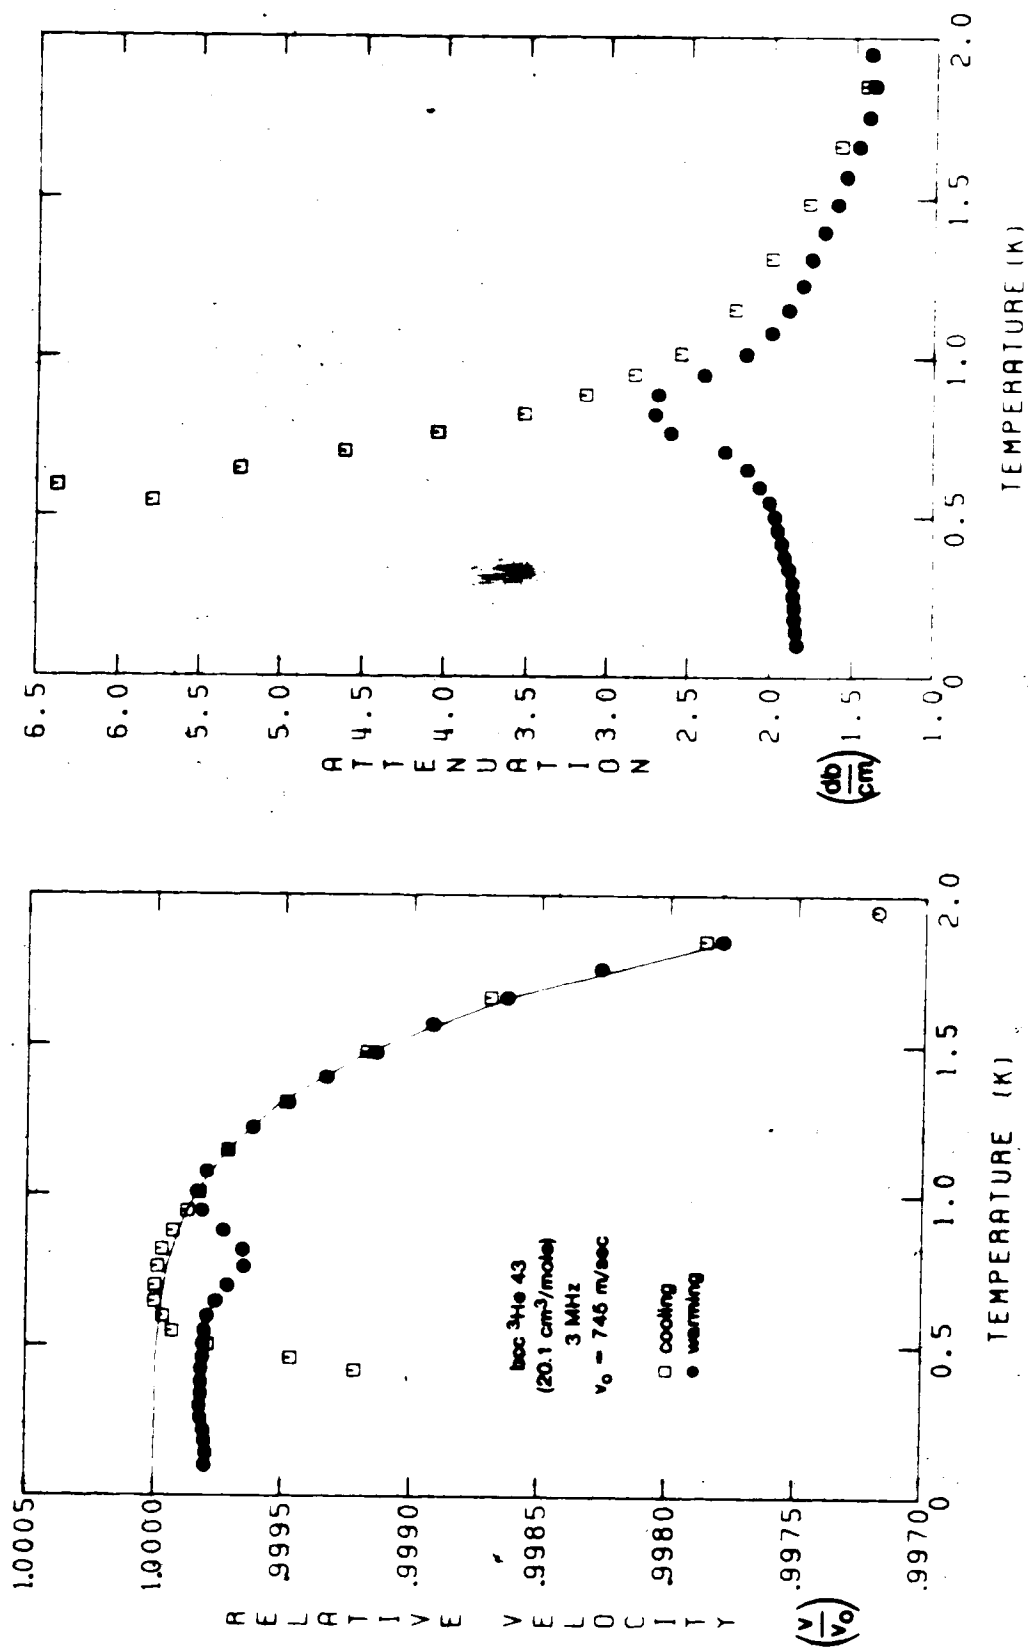 1.0005
1.0000
.9995
.9990
.9985
.9980
.9975
.9970
RELATIVE VELOCITY
(v/v₀)
0
0.5
1.0
1.5
2.0
TEMPERATURE (K)
bcc ³He 43
(20.1 cm³/mole)
3 MHz
v₀ = 745 m/sec
□ cooling
● warming
6.5
6.0
5.5
5.0
4.5
4.0
3.5
3.0
2.5
2.0
1.5
1.0
ATTENUATION
(db/cm)
0
0.5
1.0
1.5
2.0
TEMPERATURE (K)